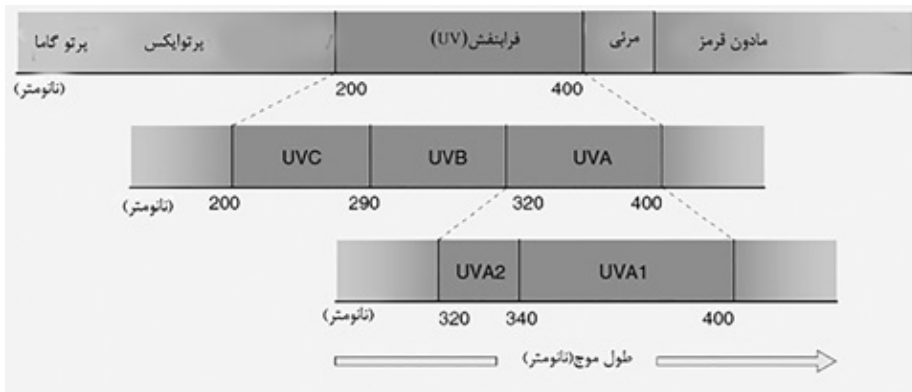 پرتو گاما پرتوایکس فرابنفش(UV) مرئی مادون قرمز
(نانومتر) 200 400
UVC UVB UVA
(نانومتر) 200 290 320 400
UVA2 UVA1
(نانومتر) 320 340 400
طول موج(نانومتر)